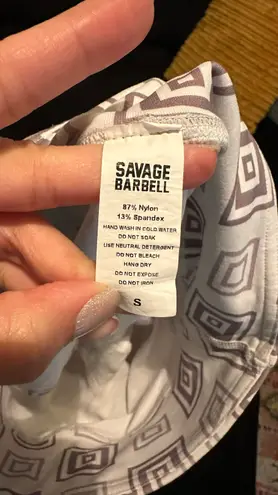 SAVAGE
BARBELL
87% Nylon
13% Spandex
HAND WASH IN COLD WATER
DO NOT SOAK
USE NEUTRAL DETERGENT
DO NOT BLEACH
HANG DRY
DO NOT EXPOSE
DO NOT IRON
S